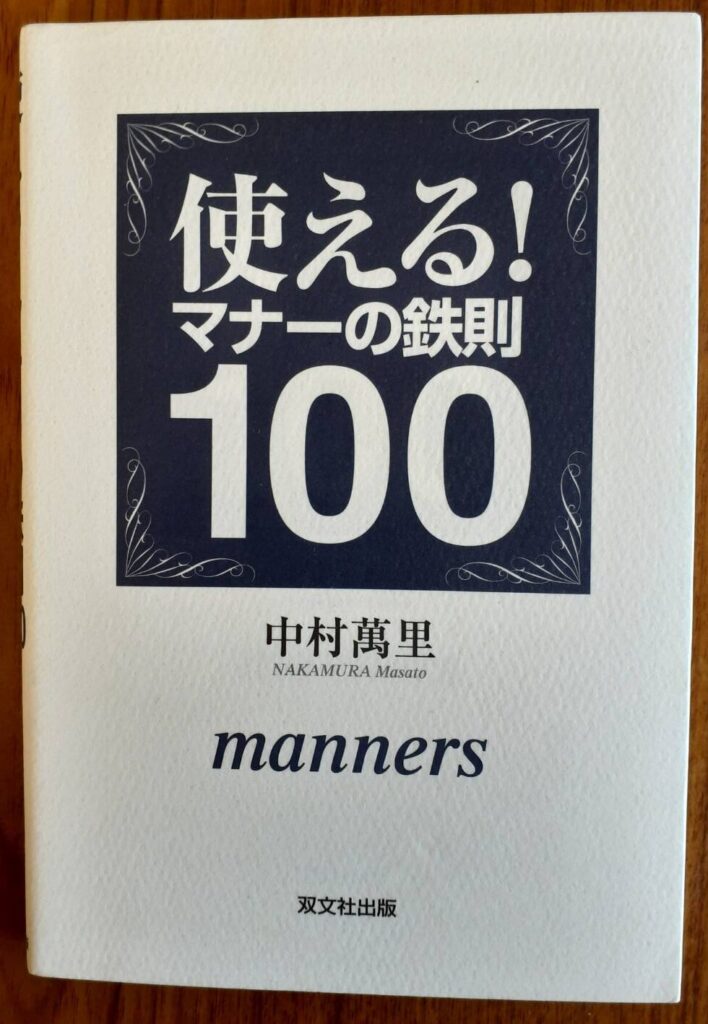 使える!
マナーの鉄則
100
中村萬里
NAKAMURA Masato
manners
双文社出版